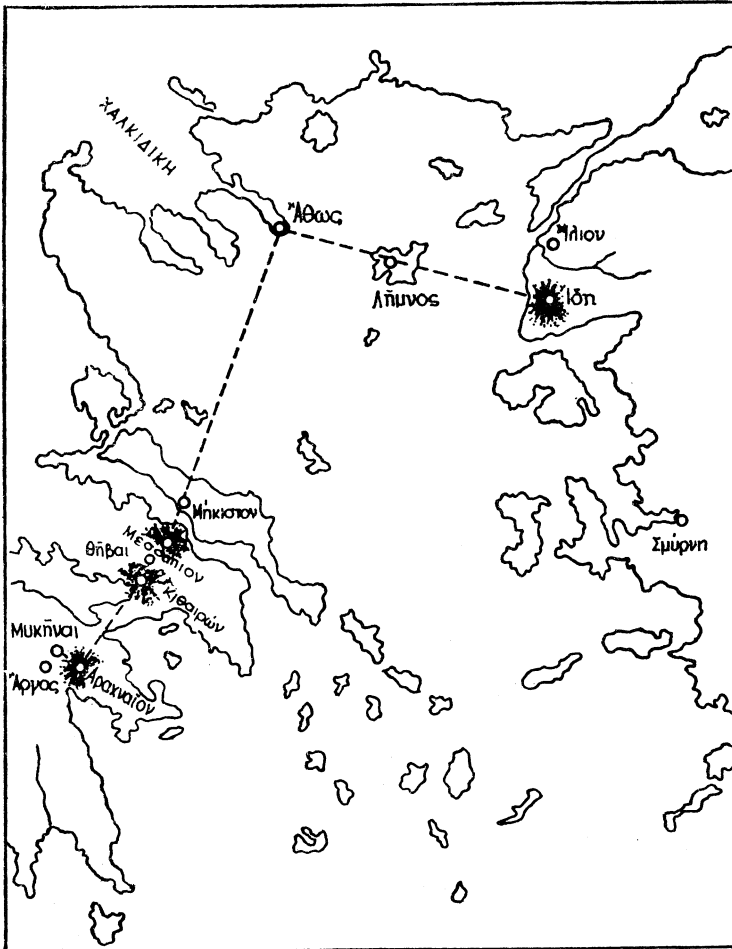 ΧΑΛΚΙΔΙΚΗ
Ἄθως
Ἴλιον
Λῆμνος
Ἴδη
Μήκιστον
Μεσσάπιον
Θῆβαι
Κιθαιρών
Σμύρνη
Μυκῆναι
Ἄργος
Ἀραχναῖον